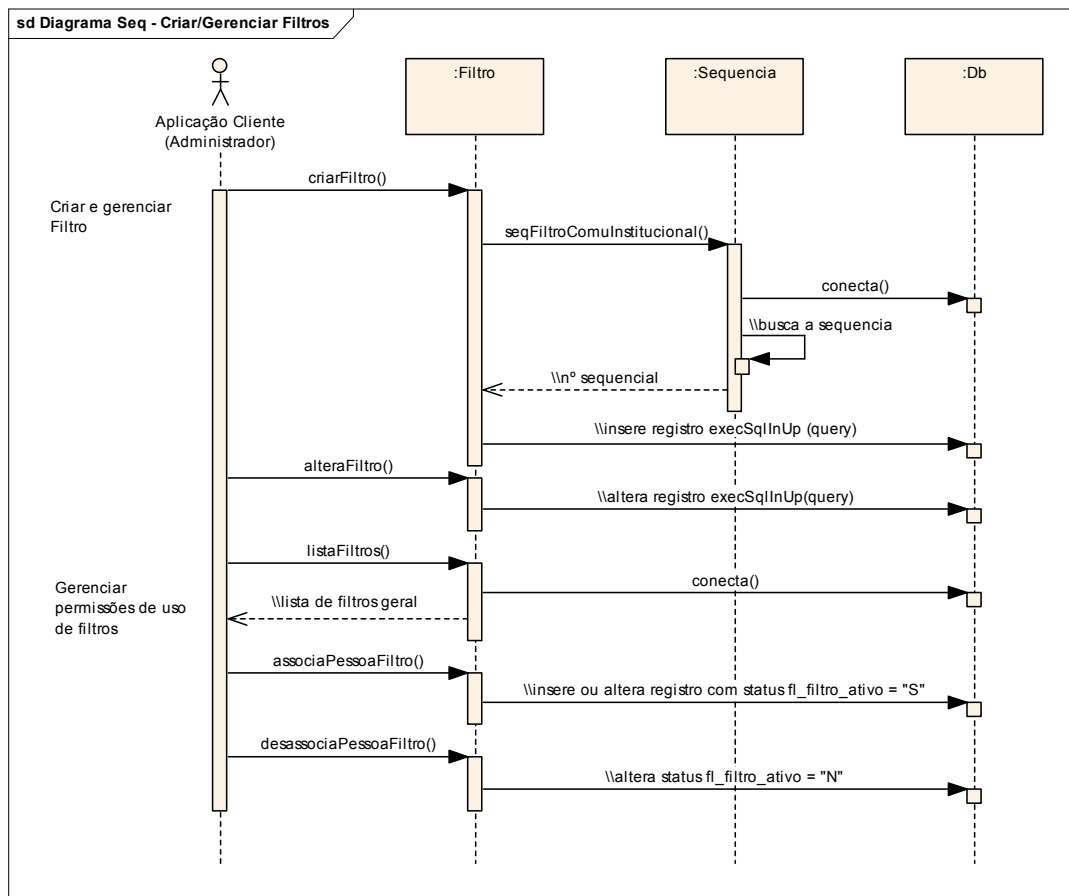 sd Diagrama Seq - Criar/Gerenciar Filtros
:Filtro
:Sequencia
:Db
Aplicação Cliente
(Administrador)
criarFiltro()
Criar e gerenciar
Filtro
seqFiltroComuInstitucional()
conecta()
\\busca a sequencia
\\nº sequencial
\\insere registro execSqlInUp (query)
alteraFiltro()
\\altera registro execSqlInUp(query)
listaFiltros()
conecta()
Gerenciar
permissões de uso
de filtros
\\lista de filtros geral
associaPessoaFiltro()
\\insere ou altera registro com status fl_filtro_ativo = "S"
desassociaPessoaFiltro()
\\altera status fl_filtro_ativo = "N"